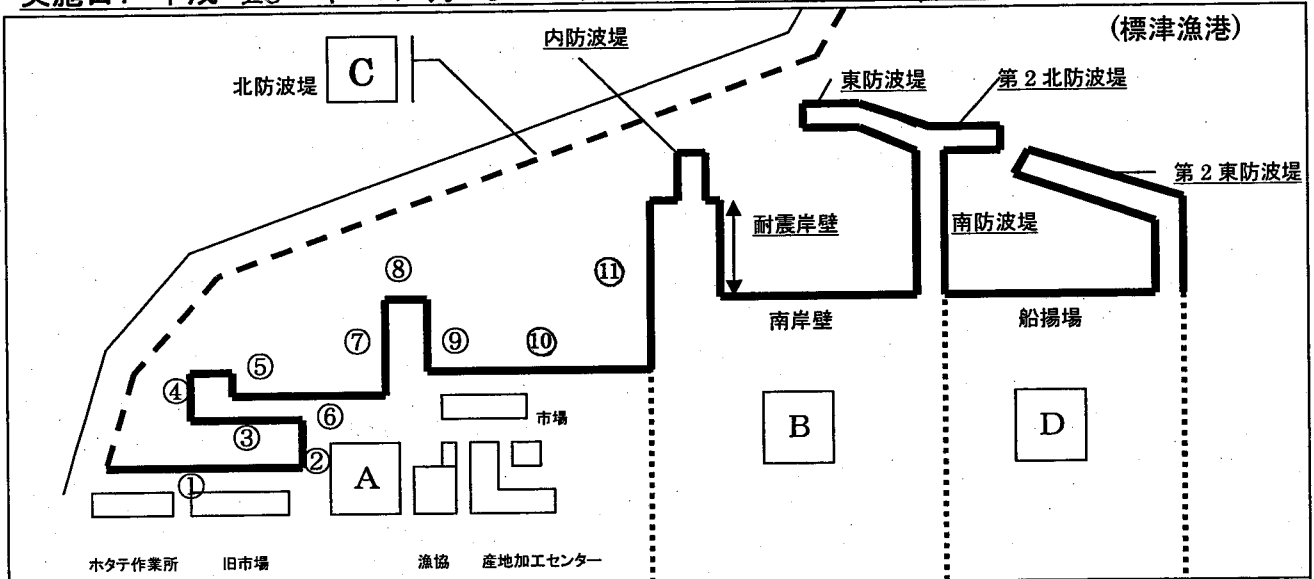 (標津漁港)
内防波堤
北防波堤
C
東防波堤
第2北防波堤
第2東防波堤
耐震岸壁
南防波堤
⑧
⑪
南岸壁
船揚場
⑦
⑨
⑩
⑤
④
⑥
市場
③
②
①
A
B
D
ホタテ作業所
旧市場
漁協
産地加工センター